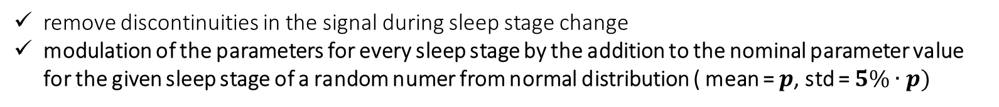 ✓ remove discontinuities in the signal during sleep stage change
✓ modulation of the parameters for every sleep stage by the addition to the nominal parameter value
for the given sleep stage of a random numer from normal distribution ( mean = p, std = 5% · p)